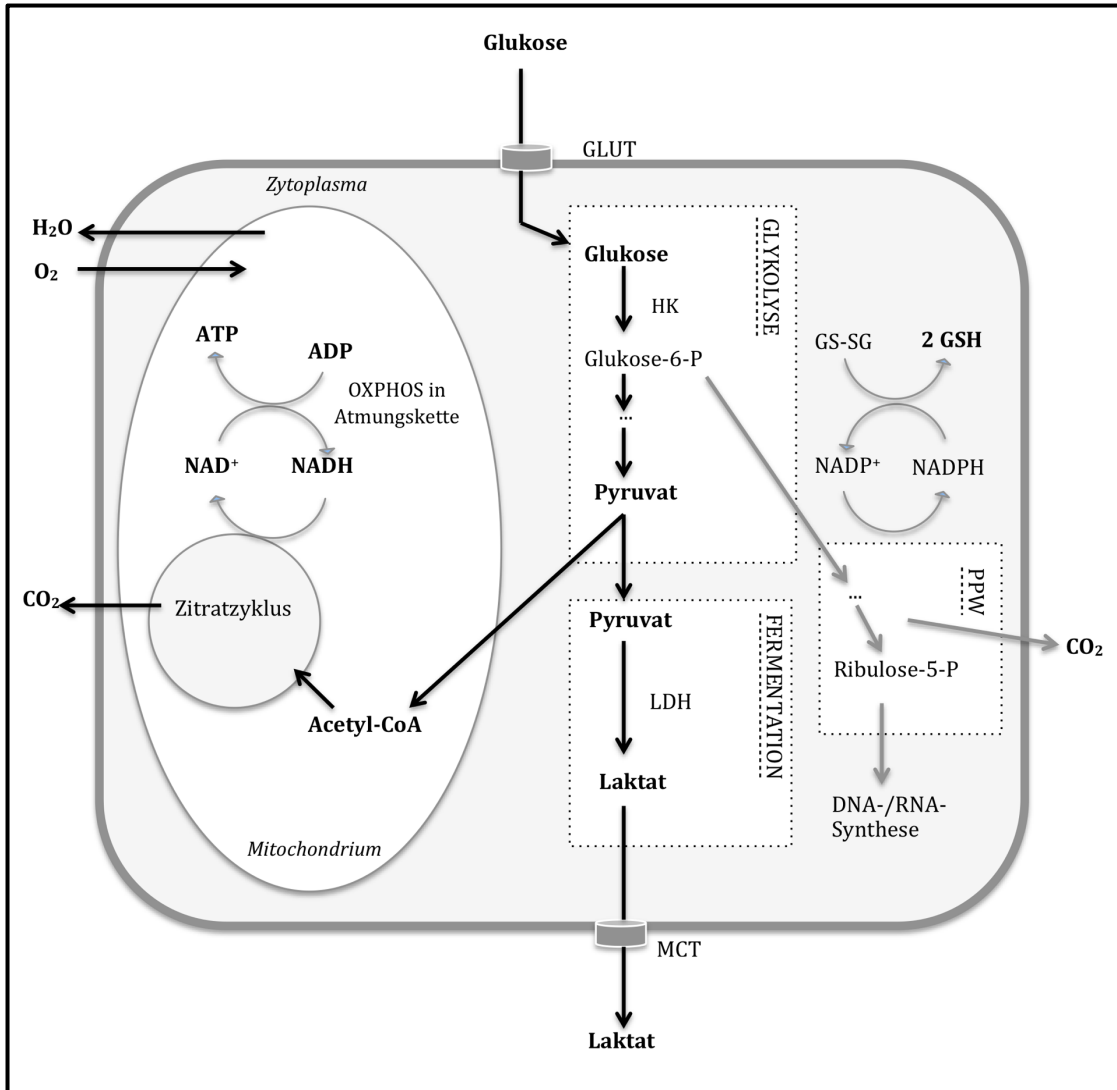 Glukose
GLUT
Zytoplasma
H₂O
O₂
Glukose
GLYKOLYSE
HK
ATP
ADP
OXPHOS in
Atmungskette
Glukose-6-P
...
GS-SG
2 GSH
NAD⁺
NADH
Pyruvat
NADP⁺
NADPH
CO₂
Zitratzyklus
Pyruvat
FERMENTATION
LDH
Acetyl-CoA
Laktat
PPW
...
Ribulose-5-P
CO₂
DNA-/RNA-
Synthese
Mitochondrium
MCT
Laktat